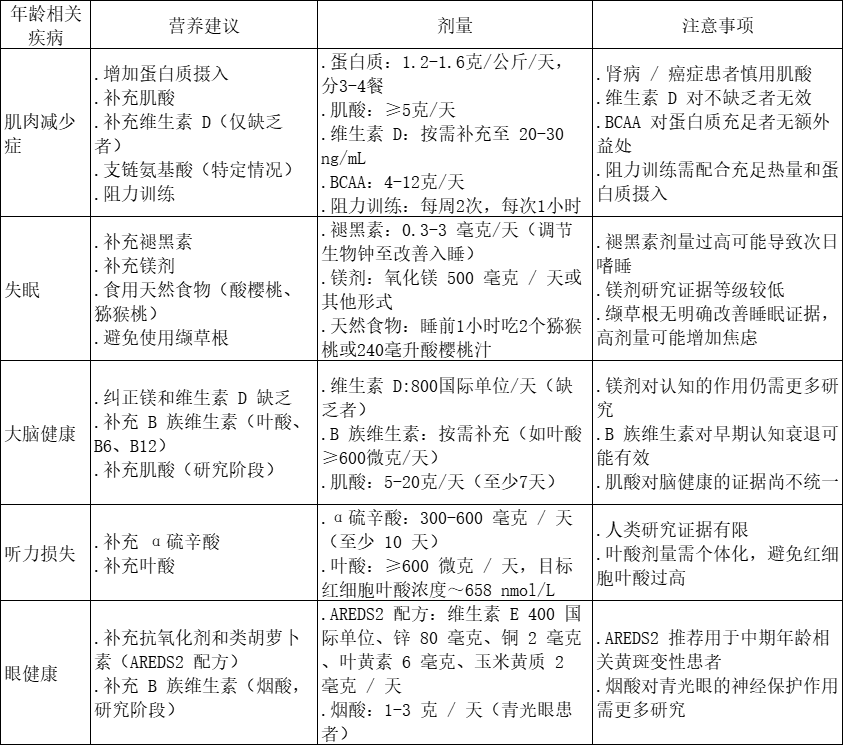 年龄相关
疾病
营养建议
剂量
注意事项
肌肉减少
症
.增加蛋白质摄入
.补充肌酸
.补充维生素 D（仅缺乏
者）
.支链氨基酸（特定情况）
.阻力训练
.蛋白质：1.2-1.6克/公斤/天，
分3-4餐
.肌酸：≥5克/天
.维生素 D：按需补充至 20-30
ng/mL
.BCAA：4-12克/天
.阻力训练：每周2次，每次1小时
.肾病 / 癌症患者慎用肌酸
.维生素 D 对不缺乏者无效
.BCAA 对蛋白质充足者无额外
益处
.阻力训练需配合充足热量和蛋
白质摄入
失眠
.补充褪黑素
.补充镁剂
.食用天然食物（酸樱桃、
猕猴桃）
.避免使用缬草根
.褪黑素：0.3-3 毫克/天（调节
生物钟至改善入睡）
.镁剂：氧化镁 500 毫克 / 天或
其他形式
.天然食物：睡前1小时吃2个猕猴
桃或240毫升酸樱桃汁
.褪黑素剂量过高可能导致次日
嗜睡
.镁剂研究证据等级较低
.缬草根无明确改善睡眠证据，
高剂量可能增加焦虑
大脑健康
.纠正镁和维生素 D 缺乏
.补充 B 族维生素（叶酸、
B6、B12）
.补充肌酸（研究阶段）
.维生素 D:800国际单位/天（缺
乏者）
.B 族维生素：按需补充（如叶酸
≥600微克/天）
.肌酸：5-20克/天（至少7天）
.镁剂对认知的作用仍需更多研
究
.B 族维生素对早期认知衰退可
能有效
.肌酸对脑健康的证据尚不统一
听力损失
.补充 α硫辛酸
.补充叶酸
.α硫辛酸：300-600 毫克 / 天
（至少 10 天）
.叶酸：≥600 微克 / 天，目标
红细胞叶酸浓度～658 nmol/L
.人类研究证据有限
.叶酸剂量需个体化，避免红细
胞叶酸过高
眼健康
.补充抗氧化剂和类胡萝卜
素（AREDS2 配方）
.补充 B 族维生素（烟酸，
研究阶段）
.AREDS2 配方：维生素 E 400 国
际单位、锌 80 毫克、铜 2 毫克
、叶黄素 6 毫克、玉米黄质 2
毫克 / 天
.烟酸：1-3 克 / 天（青光眼患
者）
.AREDS2 推荐用于中期年龄相
关黄斑变性患者
.烟酸对青光眼的神经保护作用
需更多研究